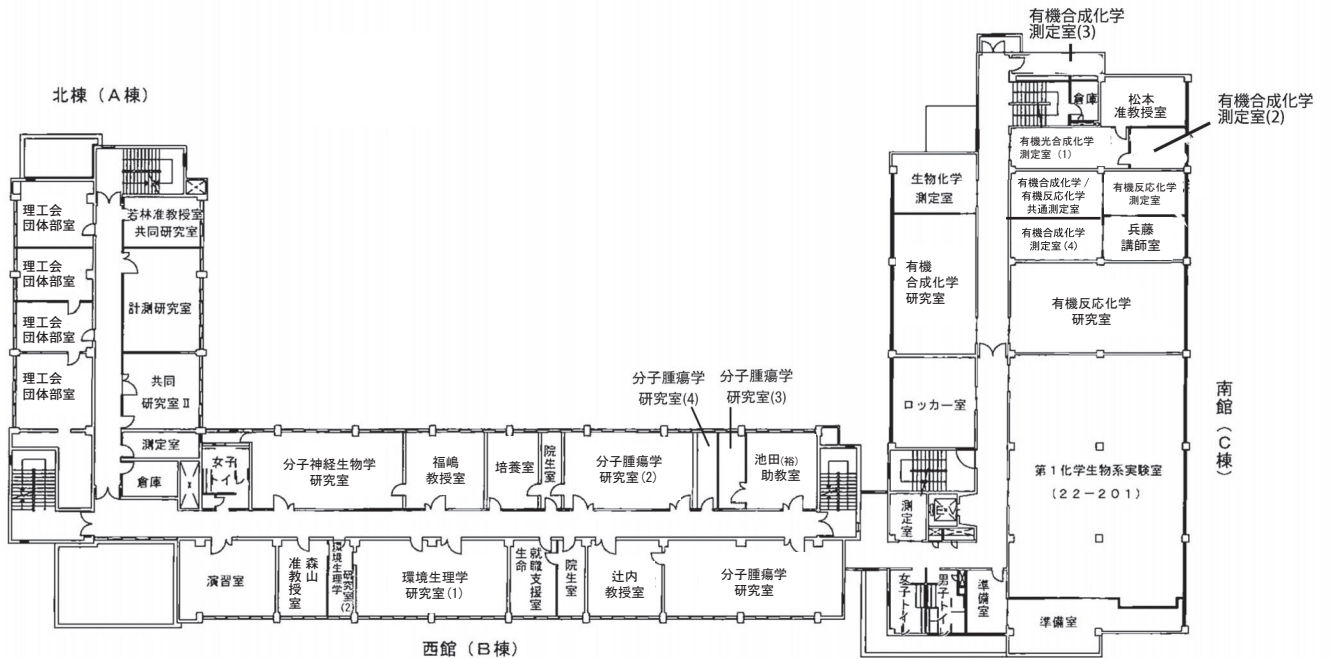 有機合成化学
測定室(3)
北棟（A棟）
倉庫
松本
准教授室
有機合成化学
測定室(2)
有機光合成化学
測定室（1）
生物化学
測定室
有機合成化学 /
有機反応化学
共通測定室
有機反応化学
測定室
有機合成化学
測定室(4)
兵藤
講師室
理工会
団体部室
若林准教授室
共同研究室
理工会
団体部室
計測研究室
理工会
団体部室
理工会
団体部室
共同
研究室Ⅱ
測定室
倉庫
有機
合成化学
研究室
有機反応化学
研究室
ロッカー室
南館（C棟）
第1化学生物系実験室
(22-201)
分子腫瘍学
研究室(4)
分子腫瘍学
研究室(3)
女子
トイレ
分子神経生物学
研究室
福嶋
教授室
培養室
院生室
分子腫瘍学
研究室(2)
池田(裕)
助教室
測定室
EV
演習室
森山
准教授室
環境生理学
研究室(2)
環境生理学
研究室(1)
生命
就職支援室
院生室
辻内
教授室
分子腫瘍学
研究室
女子トイレ
男子トイレ
準備室
準備室
西館（B棟）